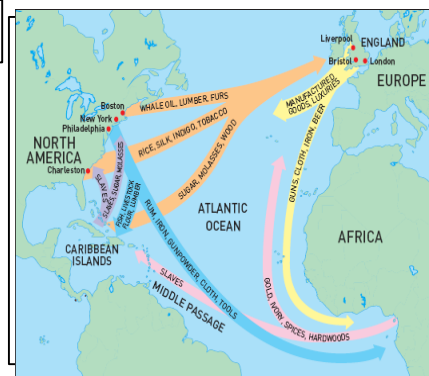 Liverpool
ENGLAND
Bristol
London
EUROPE
MANUFACTURED
GOODS, LUXURIES
Boston
WHALE OIL, LUMBER, FURS
New York
Philadelphia
NORTH
AMERICA
RICE, SILK, INDIGO, TOBACCO
Charleston
SLAVES
SLAVES, SUGAR, MOLASSES
FISH, LIVESTOCK
FLOUR, LUMBER
SUGAR, MOLASSES, WOOD
GUNS, CLOTH, IRON, BEER
ATLANTIC
OCEAN
AFRICA
RUM, IRON, GUNPOWDER, CLOTH, TOOLS
CARIBBEAN
ISLANDS
SLAVES
MIDDLE PASSAGE
GOLD, IVORY, SPICES, HARDWOODS